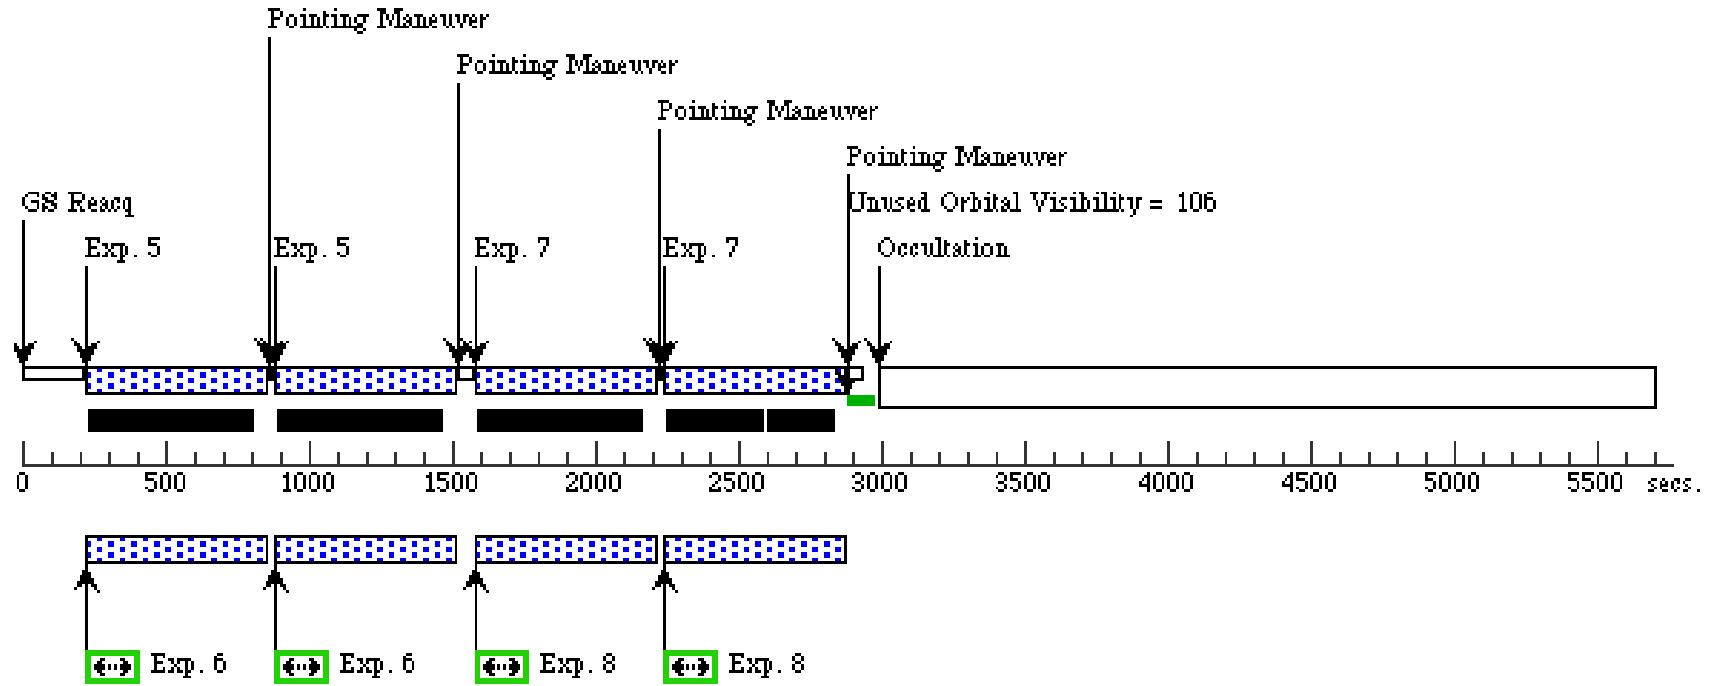 Pointing Maneuver
Pointing Maneuver
Pointing Maneuver
Pointing Maneuver
GS Reacq
Unused Orbital Visibility = 106
Exp. 5
Exp. 5
Exp. 7
Exp. 7
Occultation
0 500 1000 1500 2000 2500 3000 3500 4000 4500 5000 5500 secs.
Exp. 6
Exp. 6
Exp. 8
Exp. 8